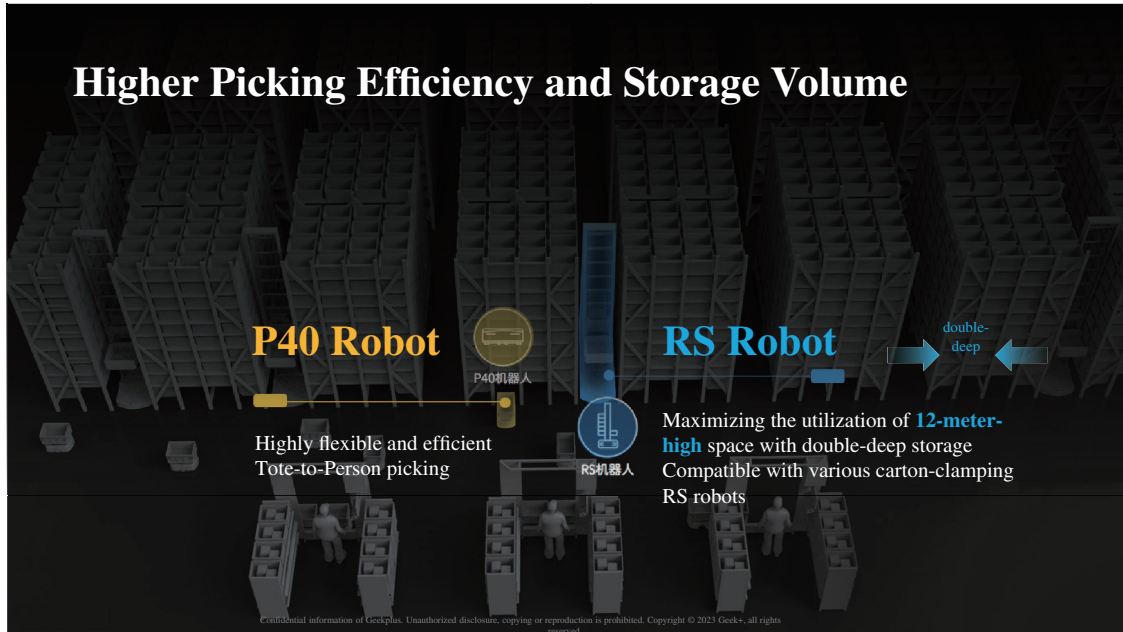 Higher Picking Efficiency and Storage Volume
P40 Robot
P40机器人
Highly flexible and efficient
Tote-to-Person picking
RS Robot
double-
deep
RS机器人
Maximizing the utilization of 12-meter-
high space with double-deep storage
Compatible with various carton-clamping
RS robots
Confidential information of Geekplus. Unauthorized disclosure, copying or reproduction is prohibited. Copyright © 2023 Geek+, all rights
reserved